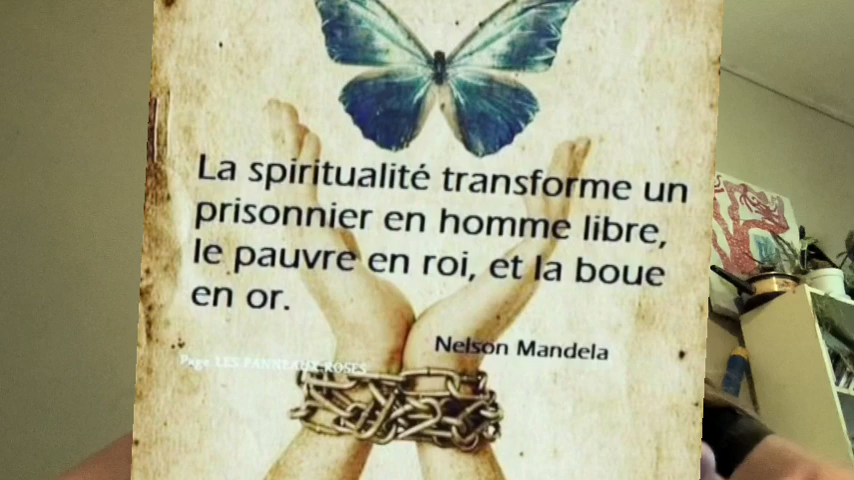 La spiritualité transforme un
prisonnier en homme libre,
le pauvre en roi, et la boue
en or.
Nelson Mandela
Page LES PANNEAUX ROSES